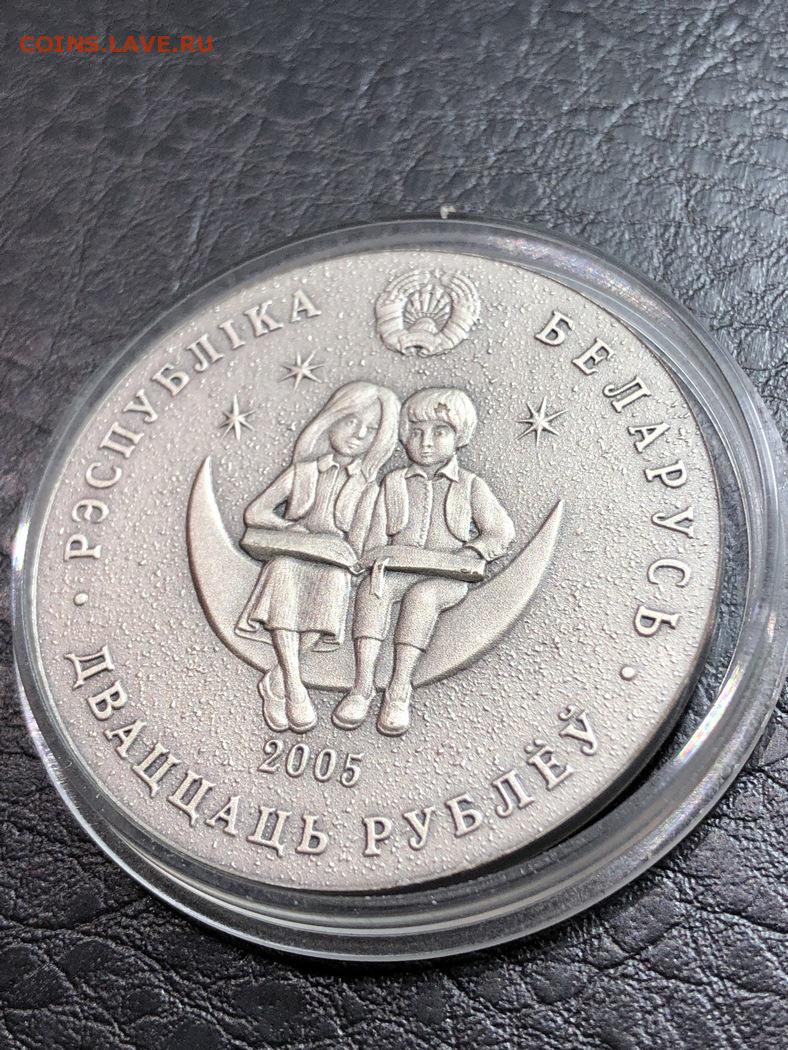 COINS.LAVE.RU
РЭСПУБЛІКА БЕЛАРУСЬ
2005
· ДВАЦЦАЦЬ РУБЛЁЎ ·